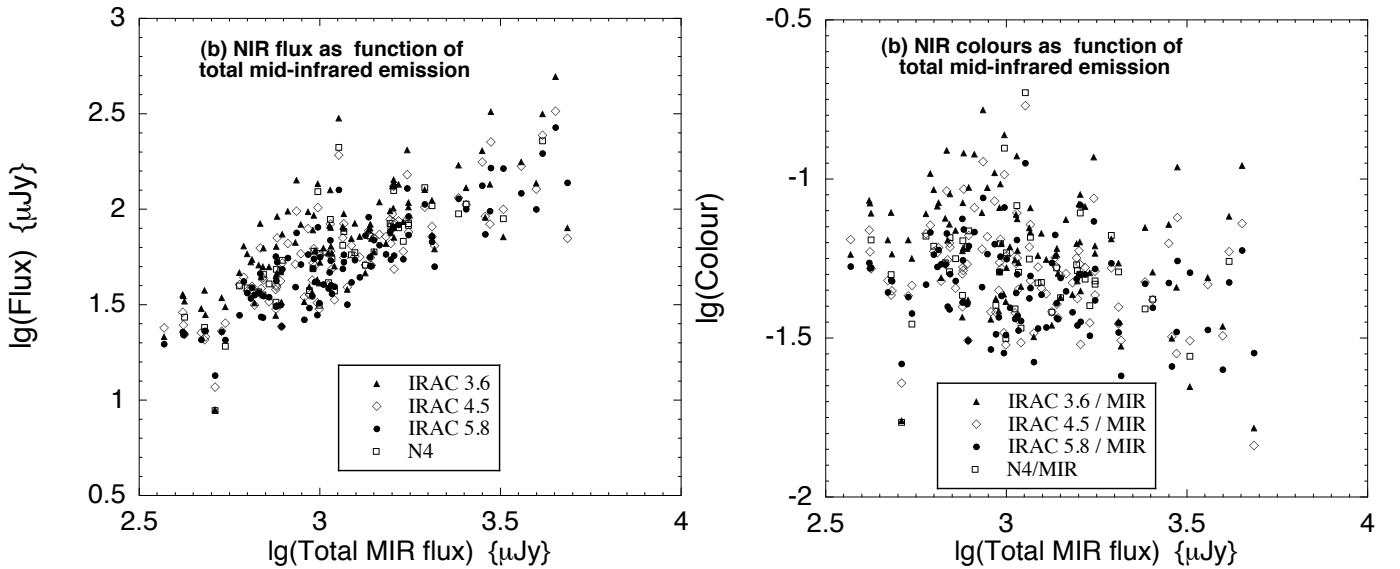 (b) NIR flux as function of
total mid-infrared emission
lg(Flux) {μJy}
3
2.5
2
1.5
1
0.5
IRAC 3.6
IRAC 4.5
IRAC 5.8
N4
2.5
3
3.5
4
lg(Total MIR flux) {μJy}
(b) NIR colours as function of
total mid-infrared emission
lg(Colour)
-0.5
-1
-1.5
-2
IRAC 3.6 / MIR
IRAC 4.5 / MIR
IRAC 5.8 / MIR
N4/MIR
2.5
3
3.5
4
lg(Total MIR flux) {μJy}